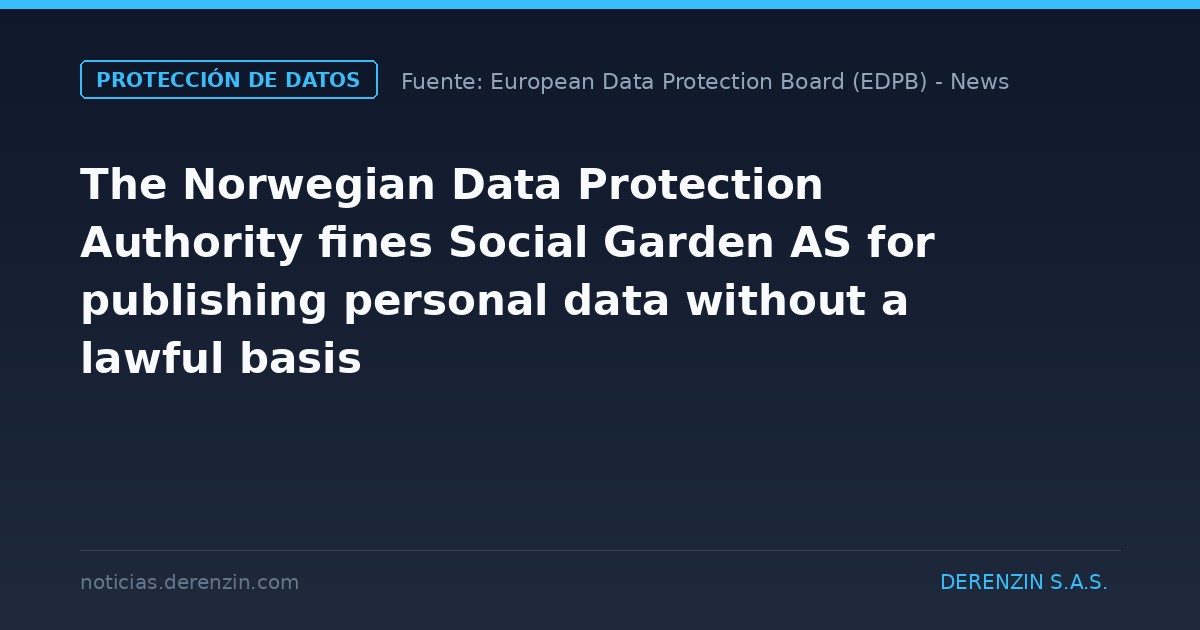 PROTECCIÓN DE DATOS
Fuente: European Data Protection Board (EDPB) - News
The Norwegian Data Protection
Authority fines Social Garden AS for
publishing personal data without a
lawful basis
noticias.derenzin.com
DERENZIN S.A.S.